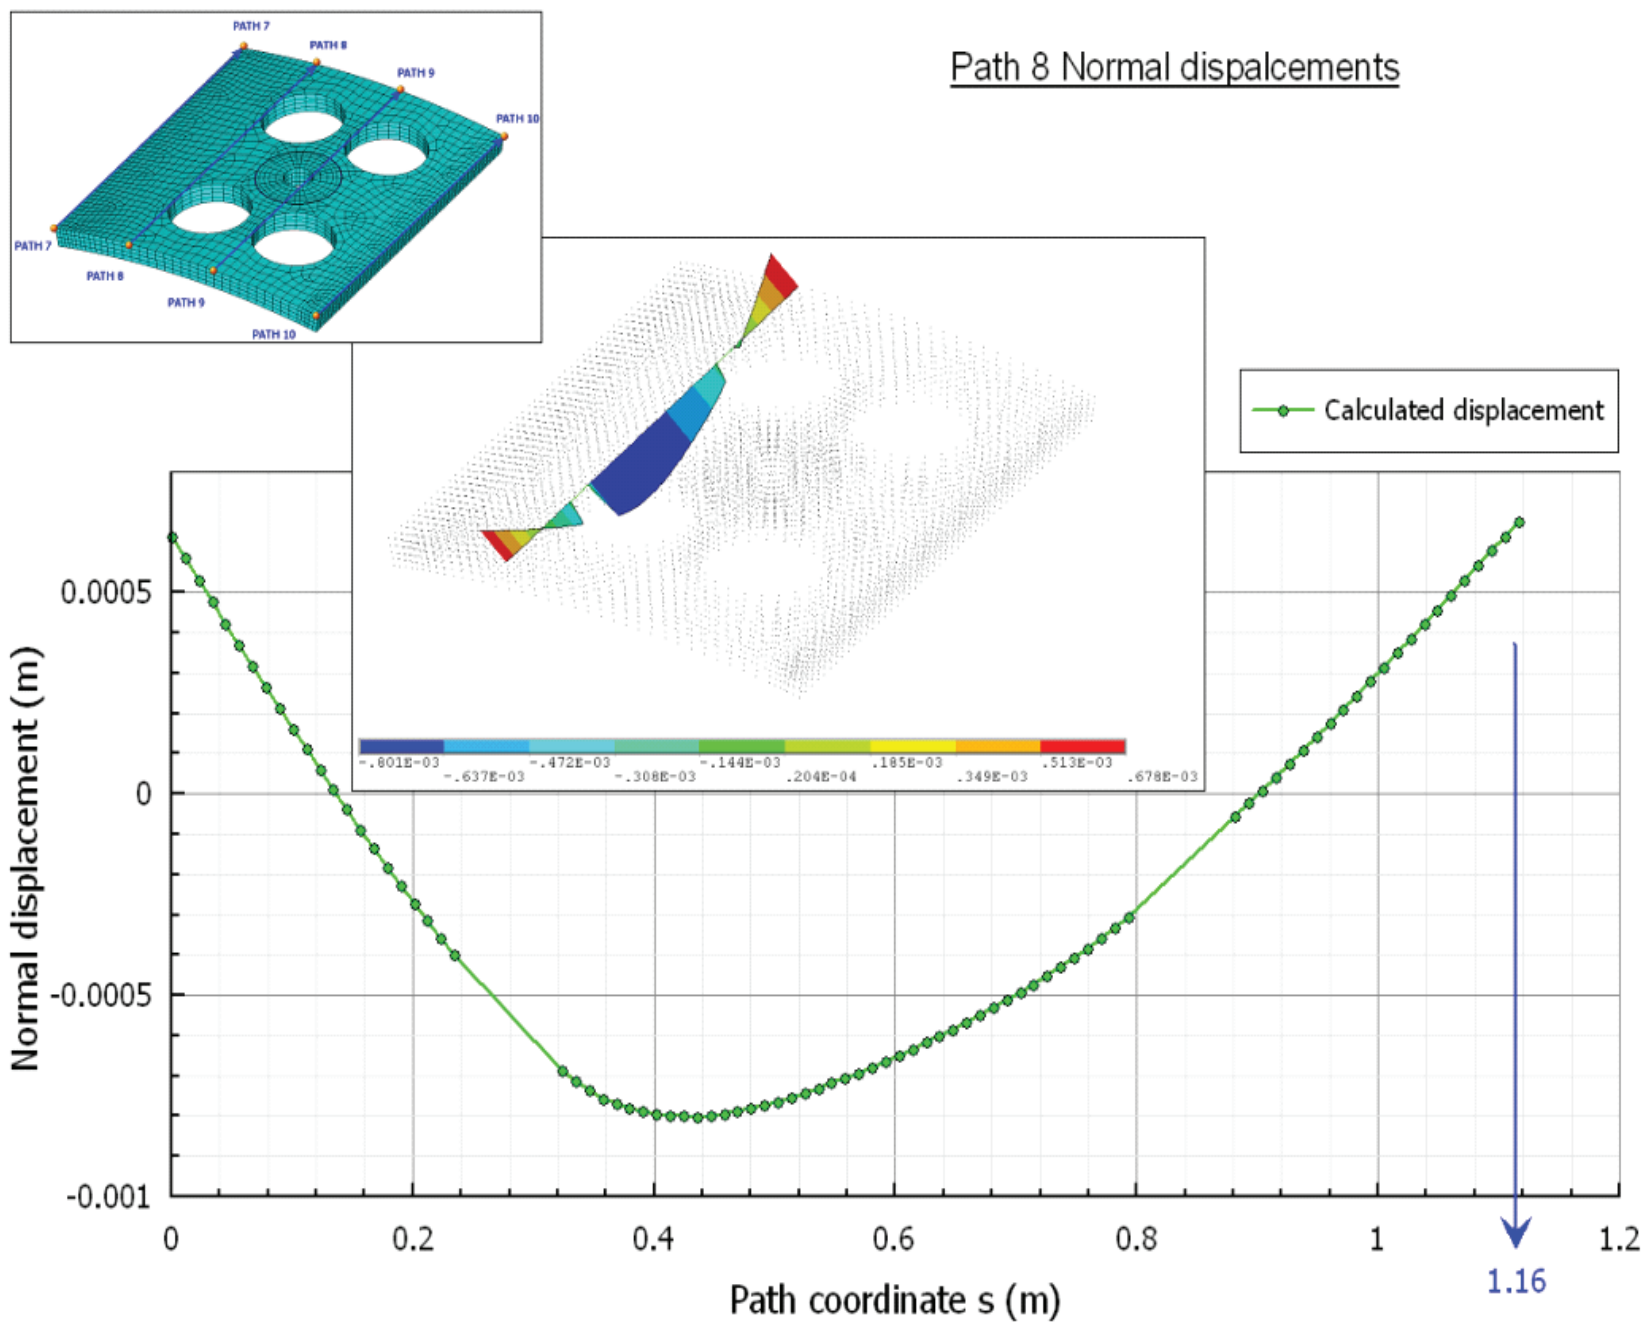 PATH 7
PATH 8
PATH 9
PATH 10
PATH 7
PATH 8
PATH 9
PATH 10
Path 8 Normal dispalcements
Calculated displacement
-.801E-03 -.472E-03 -.144E-03 .185E-03 .513E-03
-.637E-03 -.308E-03 .204E-04 .349E-03 .678E-03
Normal displacement (m)
0.0005
0
-0.0005
-0.001
0 0.2 0.4 0.6 0.8 1 1.2
1.16
Path coordinate s (m)